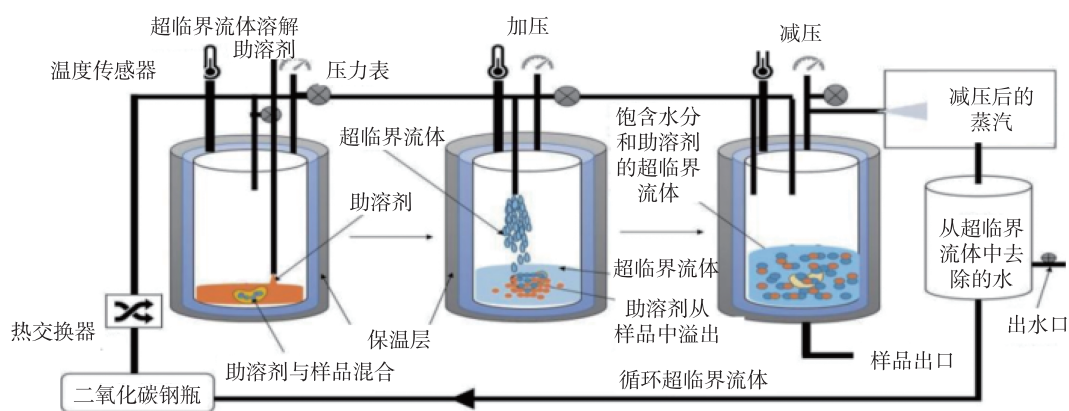 超临界流体溶解
助溶剂
加压
减压
温度传感器
压力表
减压后的
蒸汽
超临界流体
饱含水分
和助溶剂
的超临界
流体
助溶剂
从超临界
流体中去
除的水
超临界流体
助溶剂从
样品中溢出
热交换器
保温层
出水口
样品出口
助溶剂与样品混合
二氧化碳钢瓶
循环超临界流体